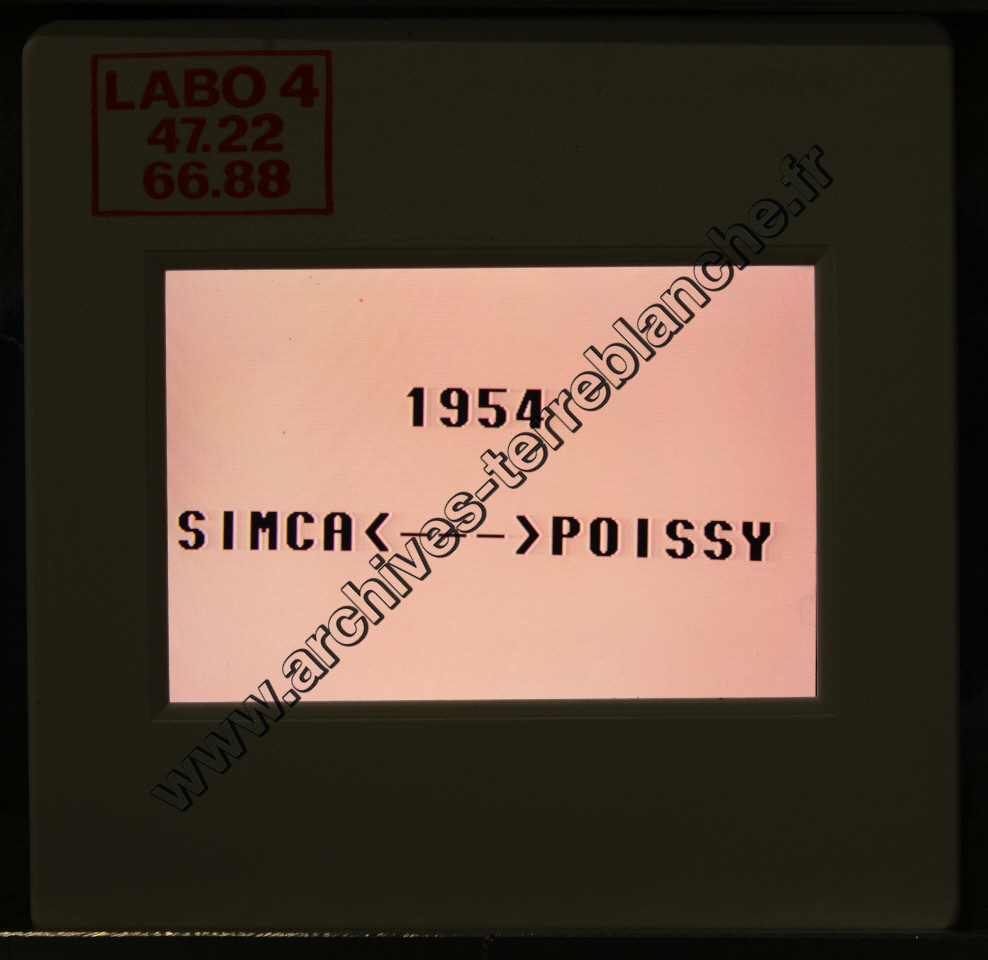 LABO 4
47.22
66.88
1954
SIMCA<--->POISSY
www.archives-terreblanche.fr